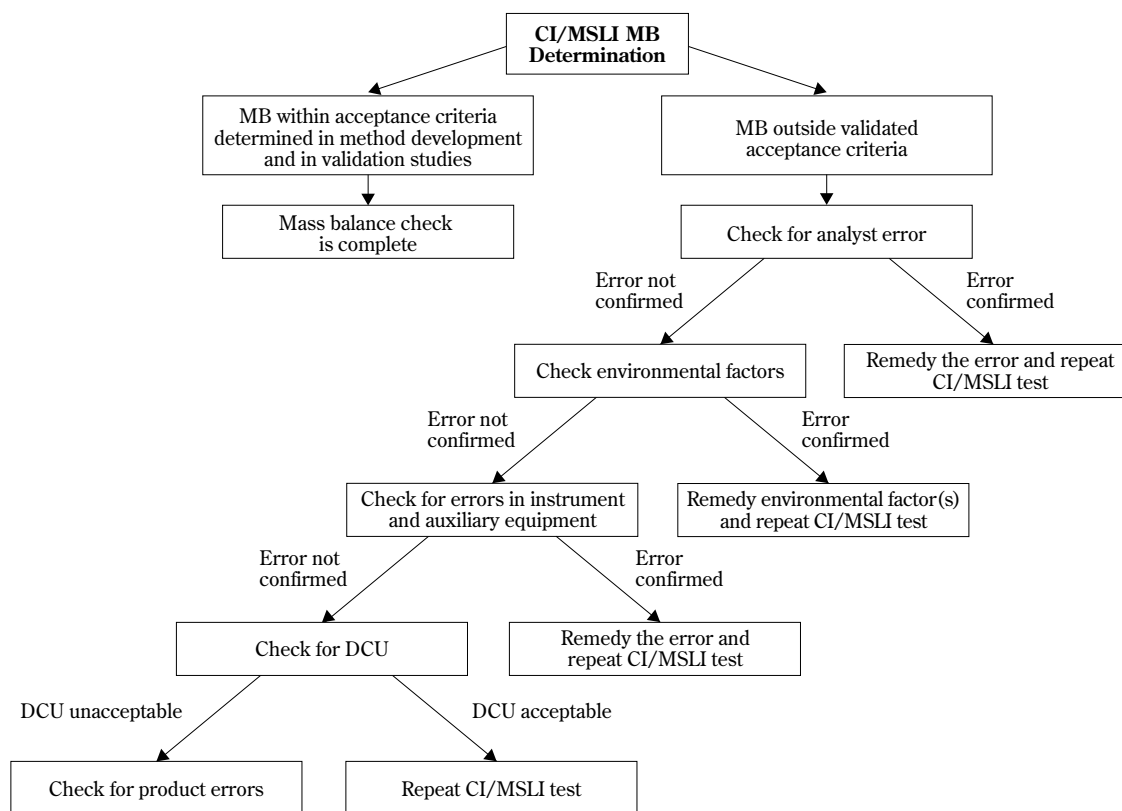 CI/MSLI MB
Determination
MB within acceptance criteria
determined in method development
and in validation studies
MB outside validated
acceptance criteria
Mass balance check
is complete
Check for analyst error
Error not
confirmed
Error
confirmed
Check environmental factors
Remedy the error and repeat
CI/MSLI test
Error not
confirmed
Error
confirmed
Check for errors in instrument
and auxiliary equipment
Remedy environmental factor(s)
and repeat CI/MSLI test
Error not
confirmed
Error
confirmed
Check for DCU
Remedy the error and
repeat CI/MSLI test
DCU unacceptable
DCU acceptable
Check for product errors
Repeat CI/MSLI test